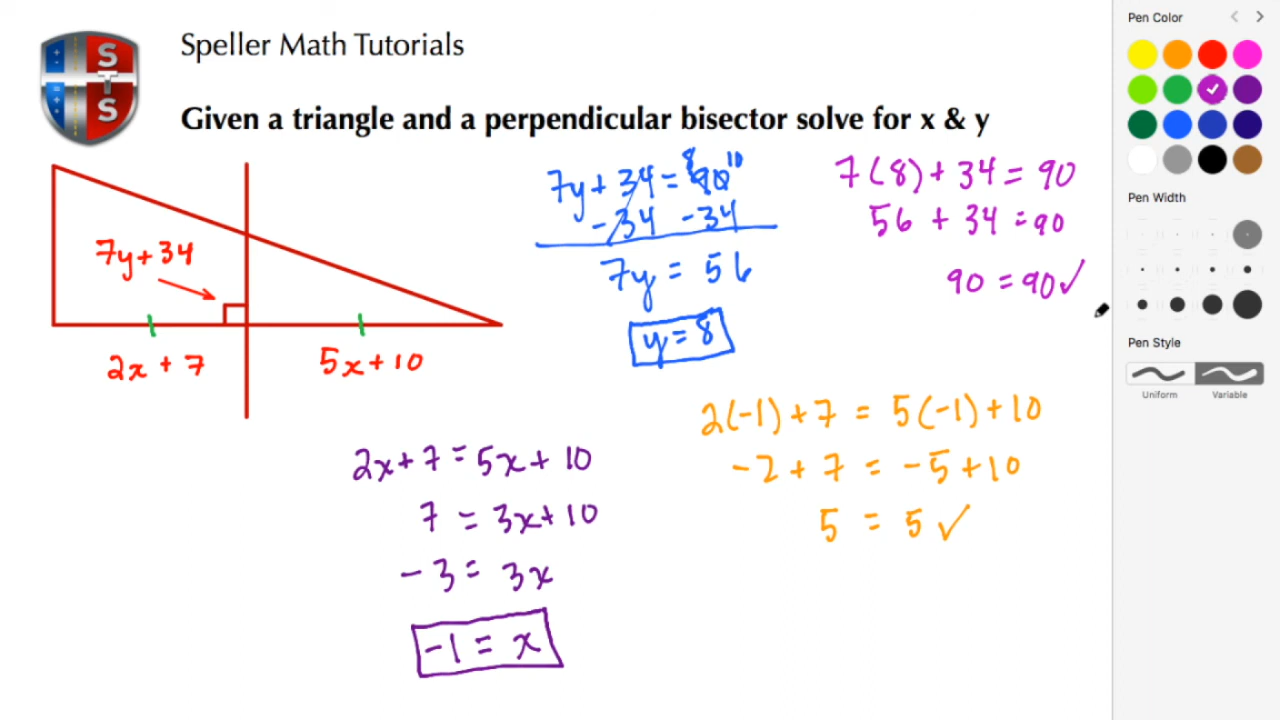 STS
Speller Math Tutorials
Given a triangle and a perpendicular bisector solve for x & y
7y+34
2x + 7
5x+10
7y + 34 = 90 8 10
-34 -34
7y = 56
y = 8
7(8) + 34 = 90
56 + 34 = 90
90 = 90 ✓
2x+7 = 5x + 10
7 = 3x+10
-3 = 3x
-1 = x
2(-1) + 7 = 5(-1) + 10
-2 + 7 = -5 + 10
5 = 5 ✓
Pen Color
Pen Width
Pen Style
Uniform Variable